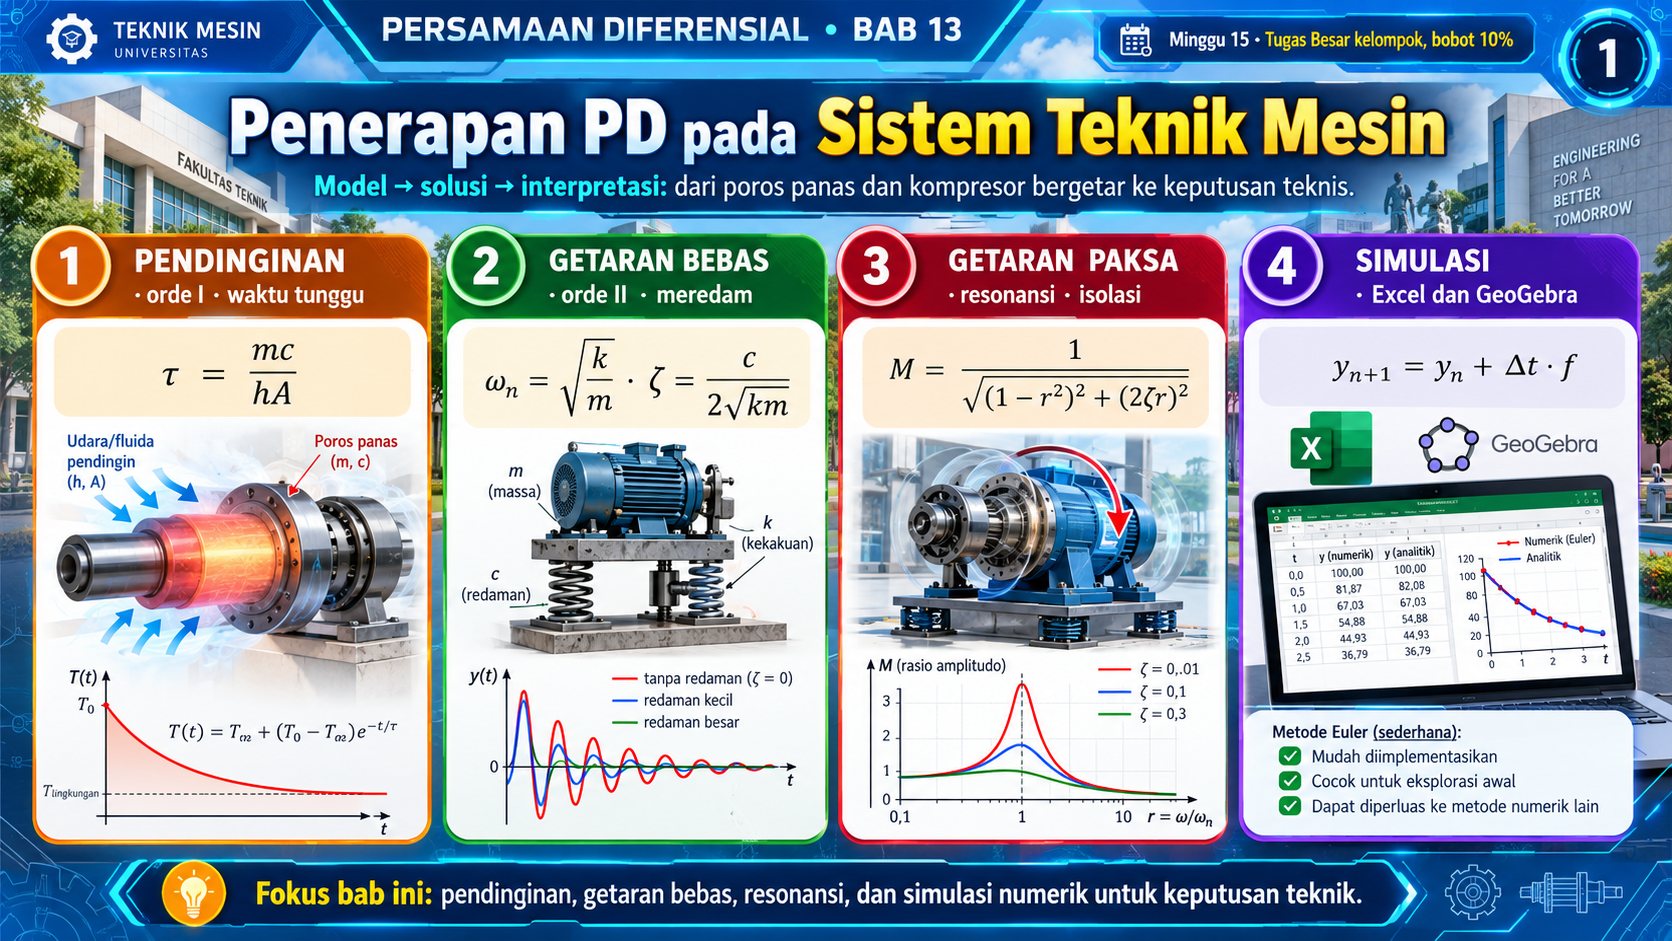 TEKNIK MESIN
UNIVERSITAS
PERSAMAAN DIFERENSIAL • BAB 13
Minggu 15 • Tugas Besar kelompok, bobot 10%
1
Penerapan PD pada Sistem Teknik Mesin
Model → solusi → interpretasi: dari poros panas dan kompresor bergetar ke keputusan teknis.
FAKULTAS TEKNIK
ENGINEERING
FOR A
BETTER
TOMORROW
1
PENDINGINAN
• orde I • waktu tunggu
τ = mc / hA
Udara/fluida
pendingin
(h, A)
Poros panas
(m, c)
T(t)
T₀
T(t) = T∞ + (T₀ − T∞)e^(−t/τ)
T lingkungan
t
2
GETARAN BEBAS
• orde II • meredam
ωₙ = √(k/m) · ζ = c / 2√(km)
m
(massa)
k
(kekakuan)
c
(redaman)
y(t)
tanpa redaman (ζ = 0)
redaman kecil
redaman besar
0
t
3
GETARAN PAKSA
• resonansi • isolasi
M = 1 / √((1 − r²)² + (2ζr)²)
M (rasio amplitudo)
ζ = 0,.01
ζ = 0,1
ζ = 0,3
3
2
1
0
0,1 1 10 r = ω/ωₙ
4
SIMULASI
• Excel dan GeoGebra
yₙ₊₁ = yₙ + Δt · f
X
GeoGebra
t y (numerik) y (analitik)
0,0 100,00 100,00
0,5 81,87 82,08
1,0 67,03 67,03
1,5 54,88 54,88
2,0 44,93 44,93
2,5 36,79 36,79
Numerik (Euler)
Analitik
120
100
80
40
20
0
0 1 2 3 t
Metode Euler (sederhana):
Mudah diimplementasikan
Cocok untuk eksplorasi awal
Dapat diperluas ke metode numerik lain
Fokus bab ini: pendinginan, getaran bebas, resonansi, dan simulasi numerik untuk keputusan teknik.